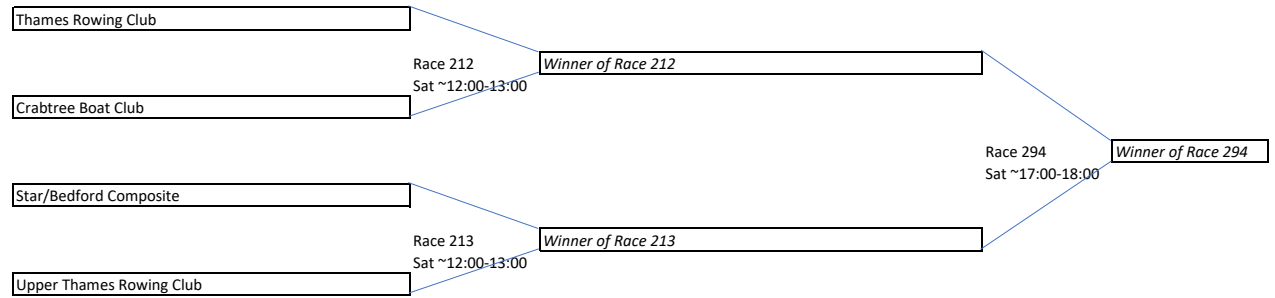 Thames Rowing Club
Race 212
Sat ~12:00-13:00
Winner of Race 212
Crabtree Boat Club
Race 294
Sat ~17:00-18:00
Winner of Race 294
Star/Bedford Composite
Race 213
Sat ~12:00-13:00
Winner of Race 213
Upper Thames Rowing Club